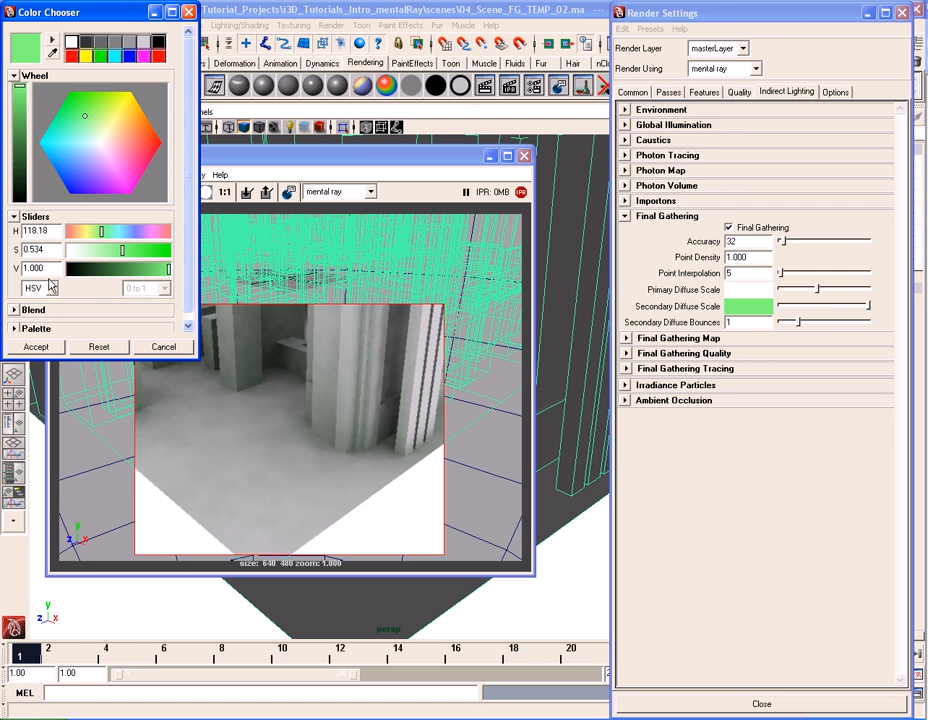 Color Chooser
Wheel
Sliders
H 118.18
S 0.534
V 1.000
HSV
0 to 1
Blend
Palette
Accept Reset Cancel
Tutorial_Projects\i3D_Tutorials_Intro_mentalRay\scenes\04_Scene_FG_TEMP_02.ma
Lighting/Shading Texturing Render Toon Paint Effects Fur Muscle Help
Deformation Animation Dynamics Rendering PaintEffects Toon Muscle Fluids Fur Hair
nels
Help
1:1 mental ray IPR: 0MB IPR
size: 640 480 zoom: 1.000
y
z x
y
z x
persp
1 2 4 6 8 10 12 14 16 18 20
1.00 1.00 24 2
MEL
Render Settings
Edit Presets Help
Render Layer masterLayer
Render Using mental ray
Common Passes Features Quality Indirect Lighting Options
Environment
Global Illumination
Caustics
Photon Tracing
Photon Map
Photon Volume
Importons
Final Gathering
Final Gathering
Accuracy 32
Point Density 1.000
Point Interpolation 5
Primary Diffuse Scale
Secondary Diffuse Scale
Secondary Diffuse Bounces 1
Final Gathering Map
Final Gathering Quality
Final Gathering Tracing
Irradiance Particles
Ambient Occlusion
Close